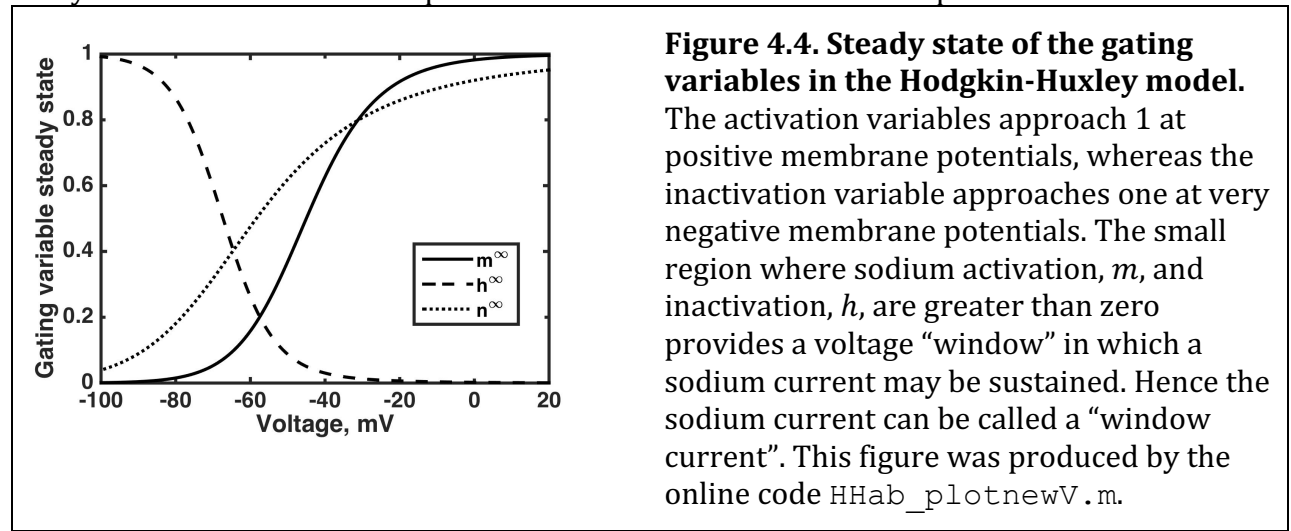 Figure 4.4. Steady state of the gating
variables in the Hodgkin-Huxley model.
The activation variables approach 1 at
positive membrane potentials, whereas the
inactivation variable approaches one at very
negative membrane potentials. The small
region where sodium activation, m, and
inactivation, h, are greater than zero
provides a voltage “window” in which a
sodium current may be sustained. Hence the
sodium current can be called a “window
current”. This figure was produced by the
online code HHab_plotnewV.m.
Gating variable steady state
1
0.8
0.6
0.4
0.2
0
-100 -80 -60 -40 -20 0 20
Voltage, mV
m∞
h∞
n∞